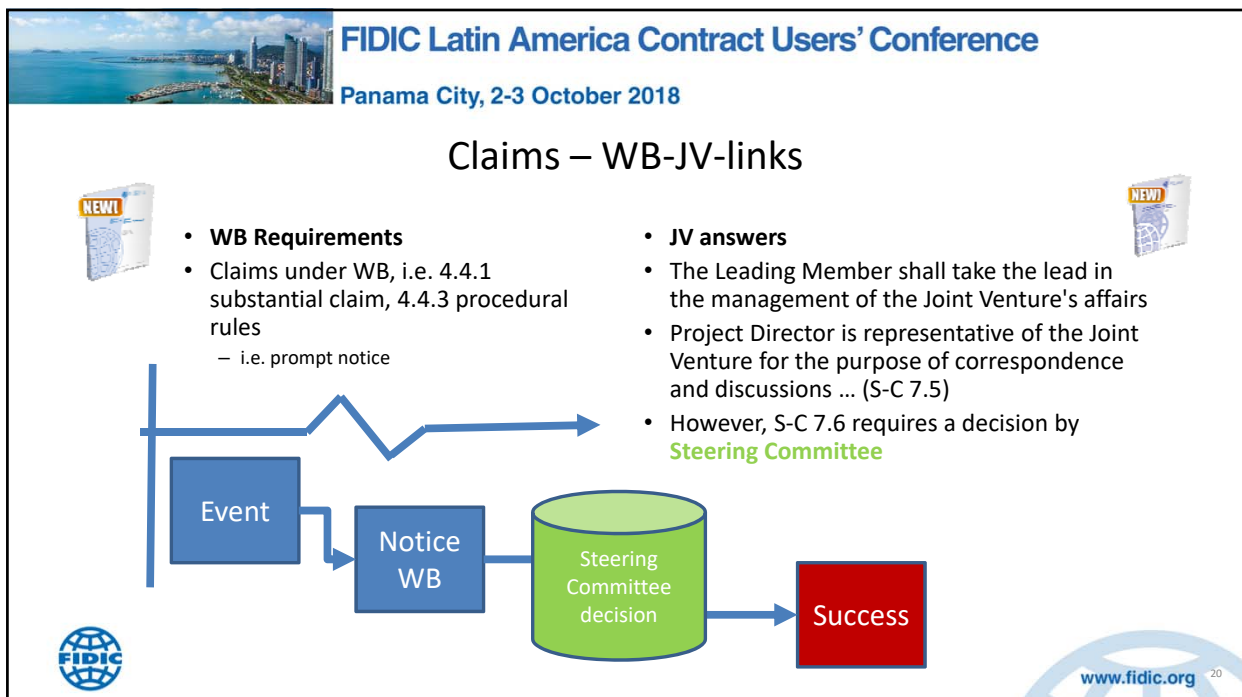 FIDIC Latin America Contract Users' Conference
Panama City, 2-3 October 2018
Claims – WB-JV-links
NEW!
NEW!
• WB Requirements
• Claims under WB, i.e. 4.4.1
substantial claim, 4.4.3 procedural
rules
– i.e. prompt notice
• JV answers
• The Leading Member shall take the lead in
the management of the Joint Venture's affairs
• Project Director is representative of the Joint
Venture for the purpose of correspondence
and discussions ... (S-C 7.5)
• However, S-C 7.6 requires a decision by
Steering Committee
Event
Notice
WB
Steering
Committee
decision
Success
FIDIC
www.fidic.org
20